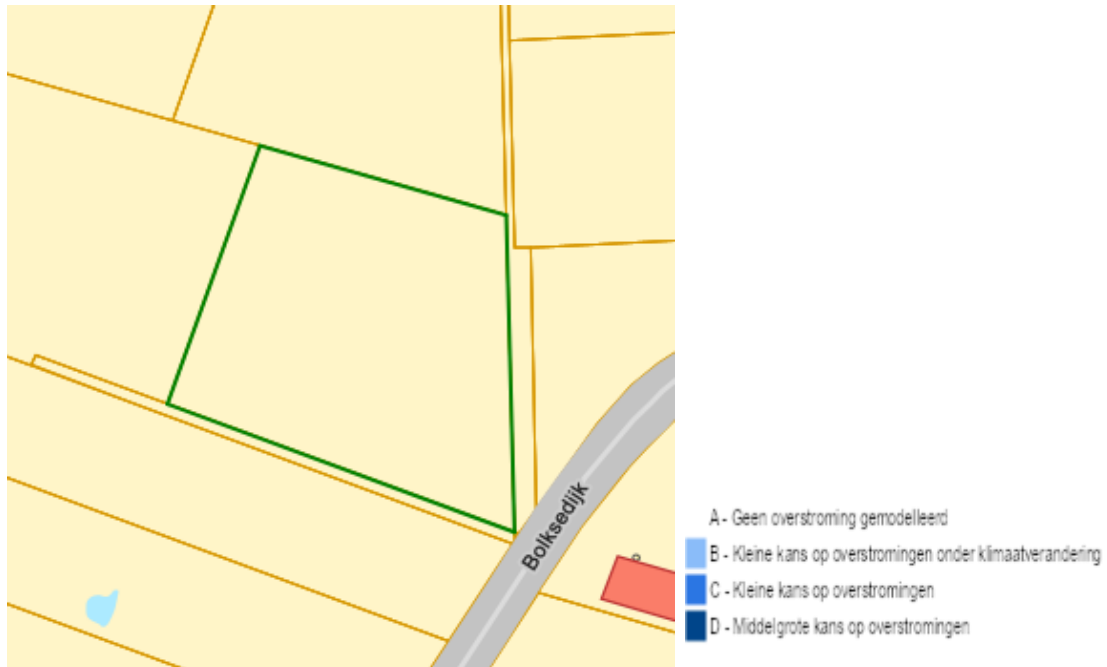 Bolksedijk
A - Geen overstroming gemodelleerd
B - Kleine kans op overstromingen onder klimaatverandering
C - Kleine kans op overstromingen
D - Middelgrote kans op overstromingen